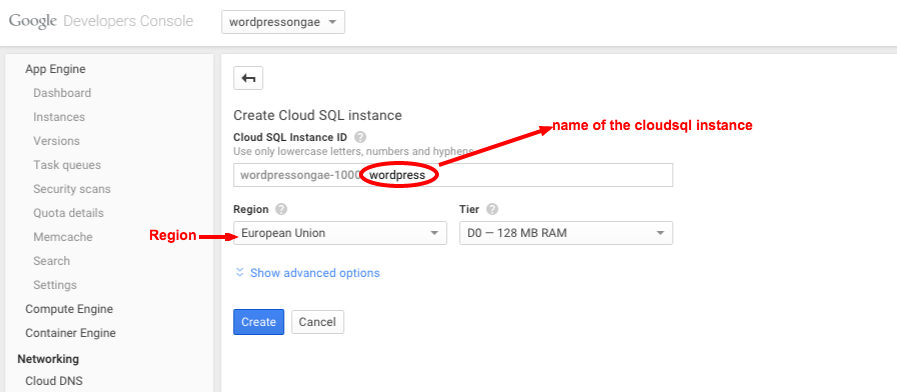 Google Developers Console
wordpressongae
App Engine
Dashboard
Instances
Versions
Task queues
Security scans
Quota details
Memcache
Search
Settings
Compute Engine
Container Engine
Networking
Cloud DNS
Create Cloud SQL instance
Cloud SQL Instance ID ?
Use only lowercase letters, numbers and hyphens
name of the cloudsql instance
wordpressongae-1000 wordpress
Region ?
Tier ?
Region
European Union
D0 — 128 MB RAM
Show advanced options
Create
Cancel